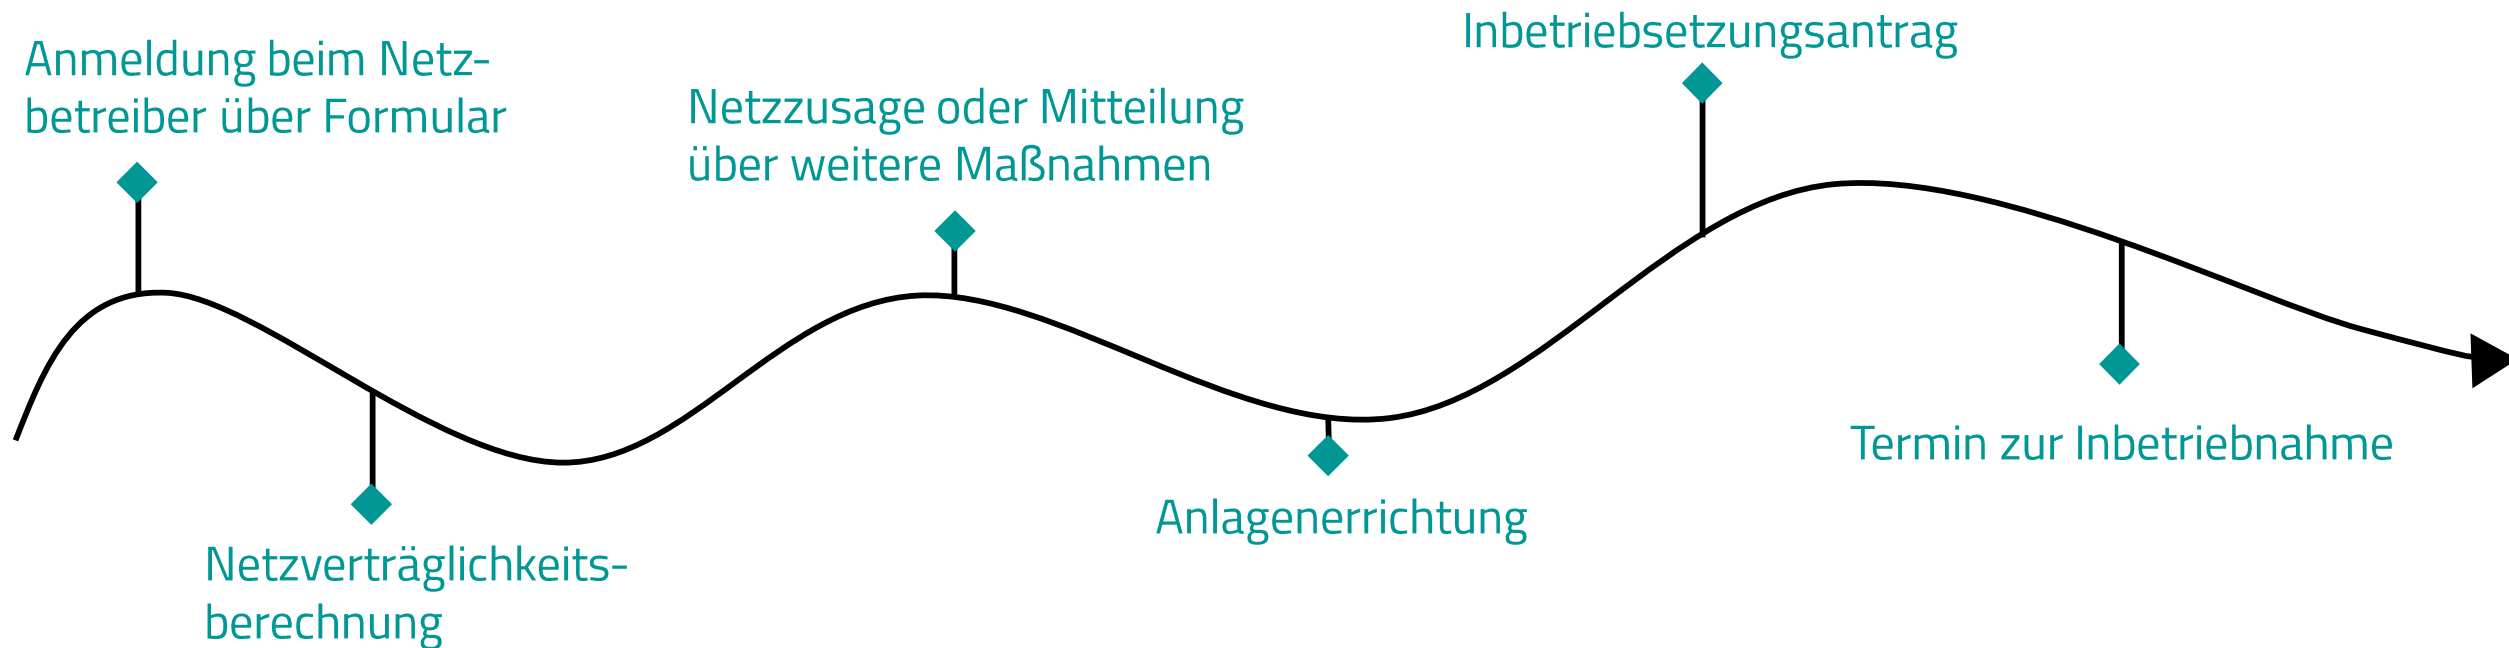 Anmeldung beim Netz-
betreiber über Formular
Netzverträglichkeits-
berechnung
Netzzusage oder Mitteilung
über weitere Maßnahmen
Anlagenerrichtung
Inbetriebsetzungsantrag
Termin zur Inbetriebnahme